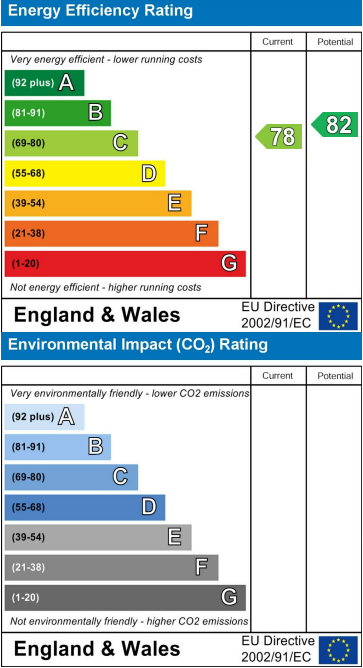 Energy Efficiency Rating
Current Potential
Very energy efficient - lower running costs
(92 plus) A
(81-91) B
(69-80) C
(55-68) D
(39-54) E
(21-38) F
(1-20) G
78
82
Not energy efficient - higher running costs
England & Wales
EU Directive
2002/91/EC
Environmental Impact (CO₂) Rating
Current Potential
Very environmentally friendly - lower CO2 emissions
(92 plus) A
(81-91) B
(69-80) C
(55-68) D
(39-54) E
(21-38) F
(1-20) G
Not environmentally friendly - higher CO2 emissions
England & Wales
EU Directive
2002/91/EC